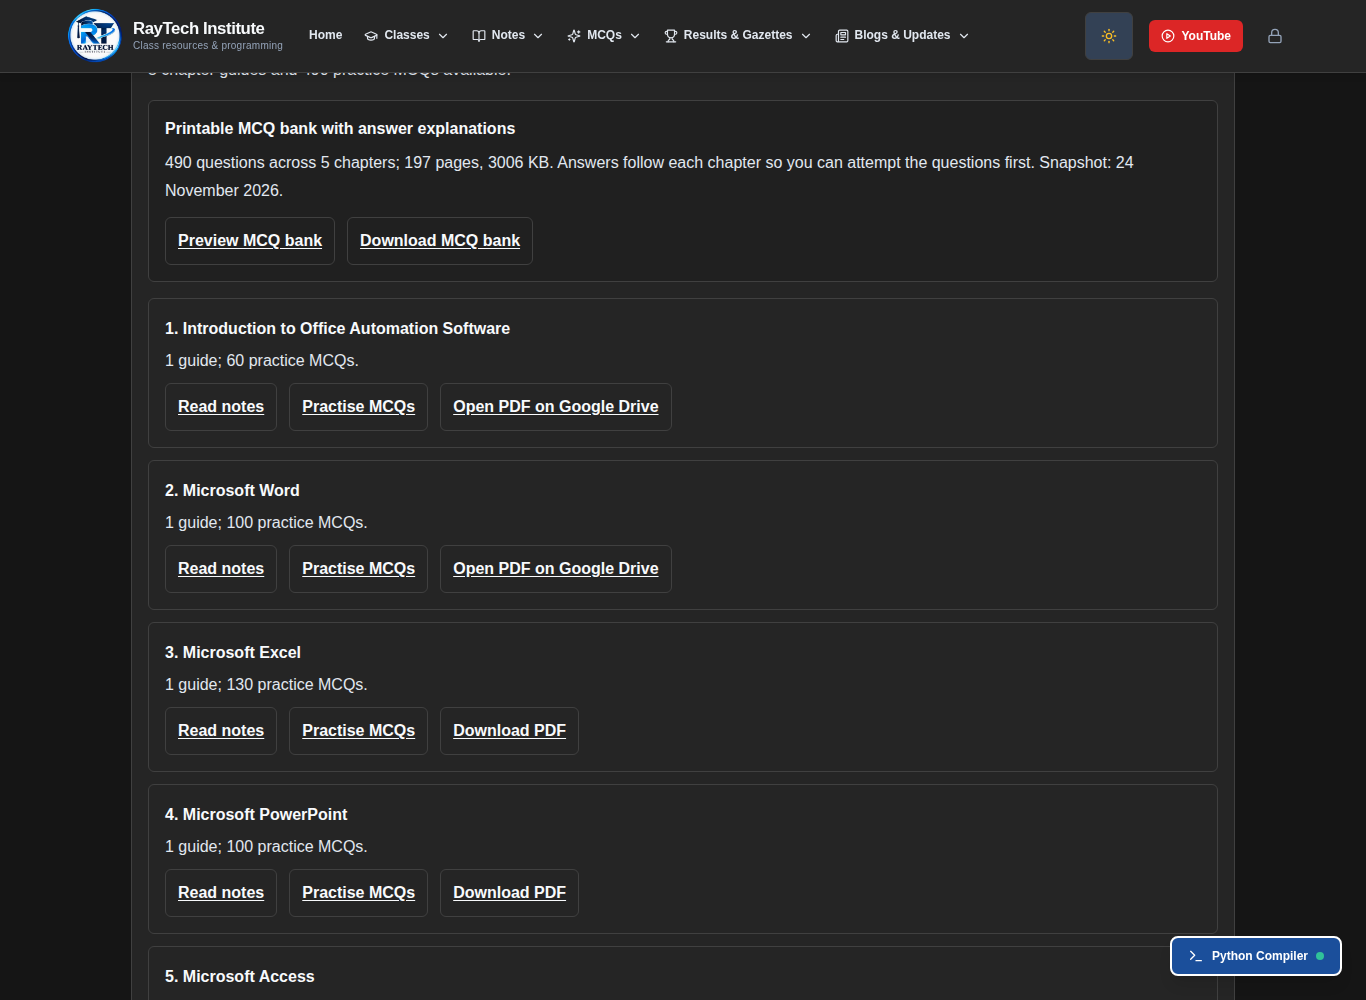 RAYTECH
RayTech Institute
Class resources & programming
Home
Classes
Notes
MCQs
Results & Gazettes
Blogs & Updates
YouTube
Printable MCQ bank with answer explanations
490 questions across 5 chapters; 197 pages, 3006 KB. Answers follow each chapter so you can attempt the questions first. Snapshot: 24
November 2026.
Preview MCQ bank
Download MCQ bank
1. Introduction to Office Automation Software
1 guide; 60 practice MCQs.
Read notes
Practise MCQs
Open PDF on Google Drive
2. Microsoft Word
1 guide; 100 practice MCQs.
Read notes
Practise MCQs
Open PDF on Google Drive
3. Microsoft Excel
1 guide; 130 practice MCQs.
Read notes
Practise MCQs
Download PDF
4. Microsoft PowerPoint
1 guide; 100 practice MCQs.
Read notes
Practise MCQs
Download PDF
5. Microsoft Access
Python Compiler